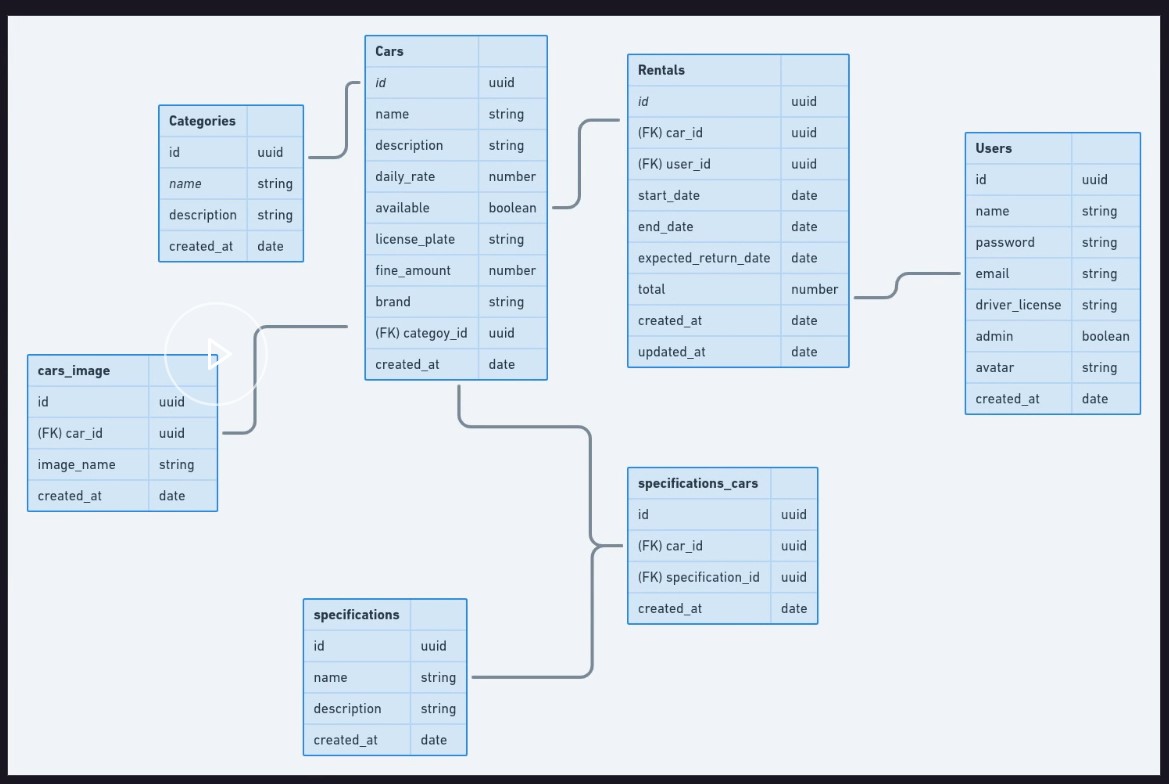 Cars
id uuid
name string
description string
daily_rate number
available boolean
license_plate string
fine_amount number
brand string
(FK) categoy_id uuid
created_at date
Rentals
id uuid
(FK) car_id uuid
(FK) user_id uuid
start_date date
end_date date
expected_return_date date
total number
created_at date
updated_at date
Categories
id uuid
name string
description string
created_at date
Users
id uuid
name string
password string
email string
driver_license string
admin boolean
avatar string
created_at date
cars_image
id uuid
(FK) car_id uuid
image_name string
created_at date
specifications_cars
id uuid
(FK) car_id uuid
(FK) specification_id uuid
created_at date
specifications
id uuid
name string
description string
created_at date